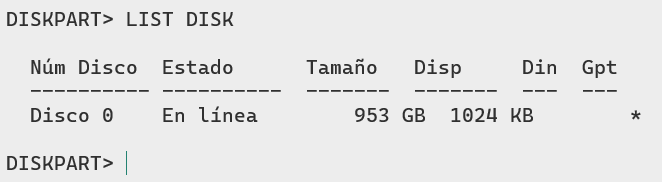 DISKPART> LIST DISK
Núm Disco  Estado      Tamaño   Disp     Din  Gpt
---------- ---------- ------- ------- --- ---
Disco 0    En línea        953 GB  1024 KB        *
DISKPART>